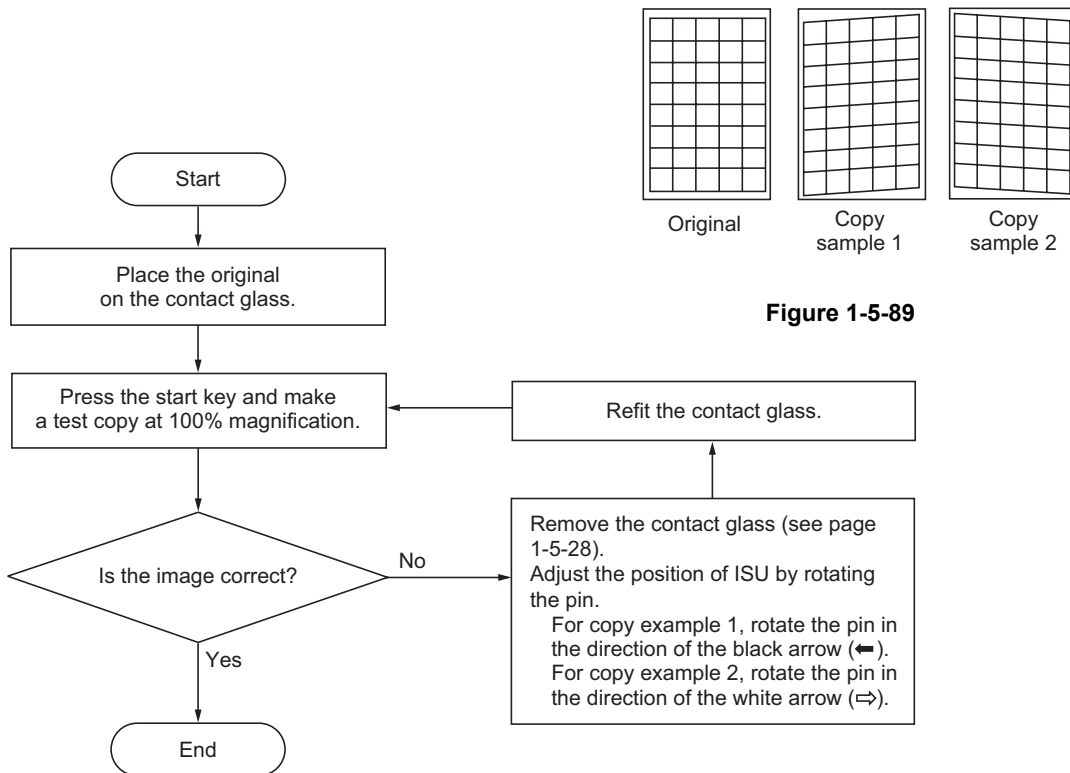 Original
Copy
sample 1
Copy
sample 2
Figure 1-5-89
Start
Place the original
on the contact glass.
Press the start key and make
a test copy at 100% magnification.
Refit the contact glass.
Is the image correct?
No
Yes
Remove the contact glass (see page
1-5-28).
Adjust the position of ISU by rotating
the pin.
For copy example 1, rotate the pin in
the direction of the black arrow (⬅).
For copy example 2, rotate the pin in
the direction of the white arrow (⇨).
End